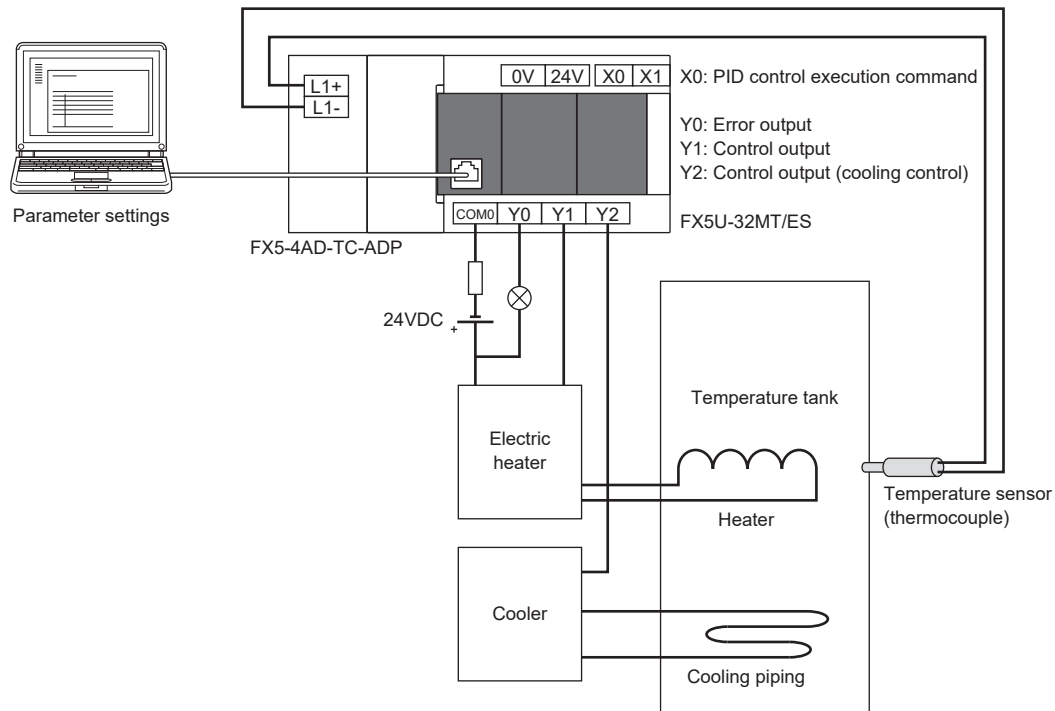 L1+
L1-
0V 24V X0 X1
X0: PID control execution command
Y0: Error output
Y1: Control output
Y2: Control output (cooling control)
COM0 Y0 Y1 Y2
FX5U-32MT/ES
FX5-4AD-TC-ADP
Parameter settings
24VDC
+
Electric
heater
Temperature tank
Heater
Temperature sensor
(thermocouple)
Cooler
Cooling piping